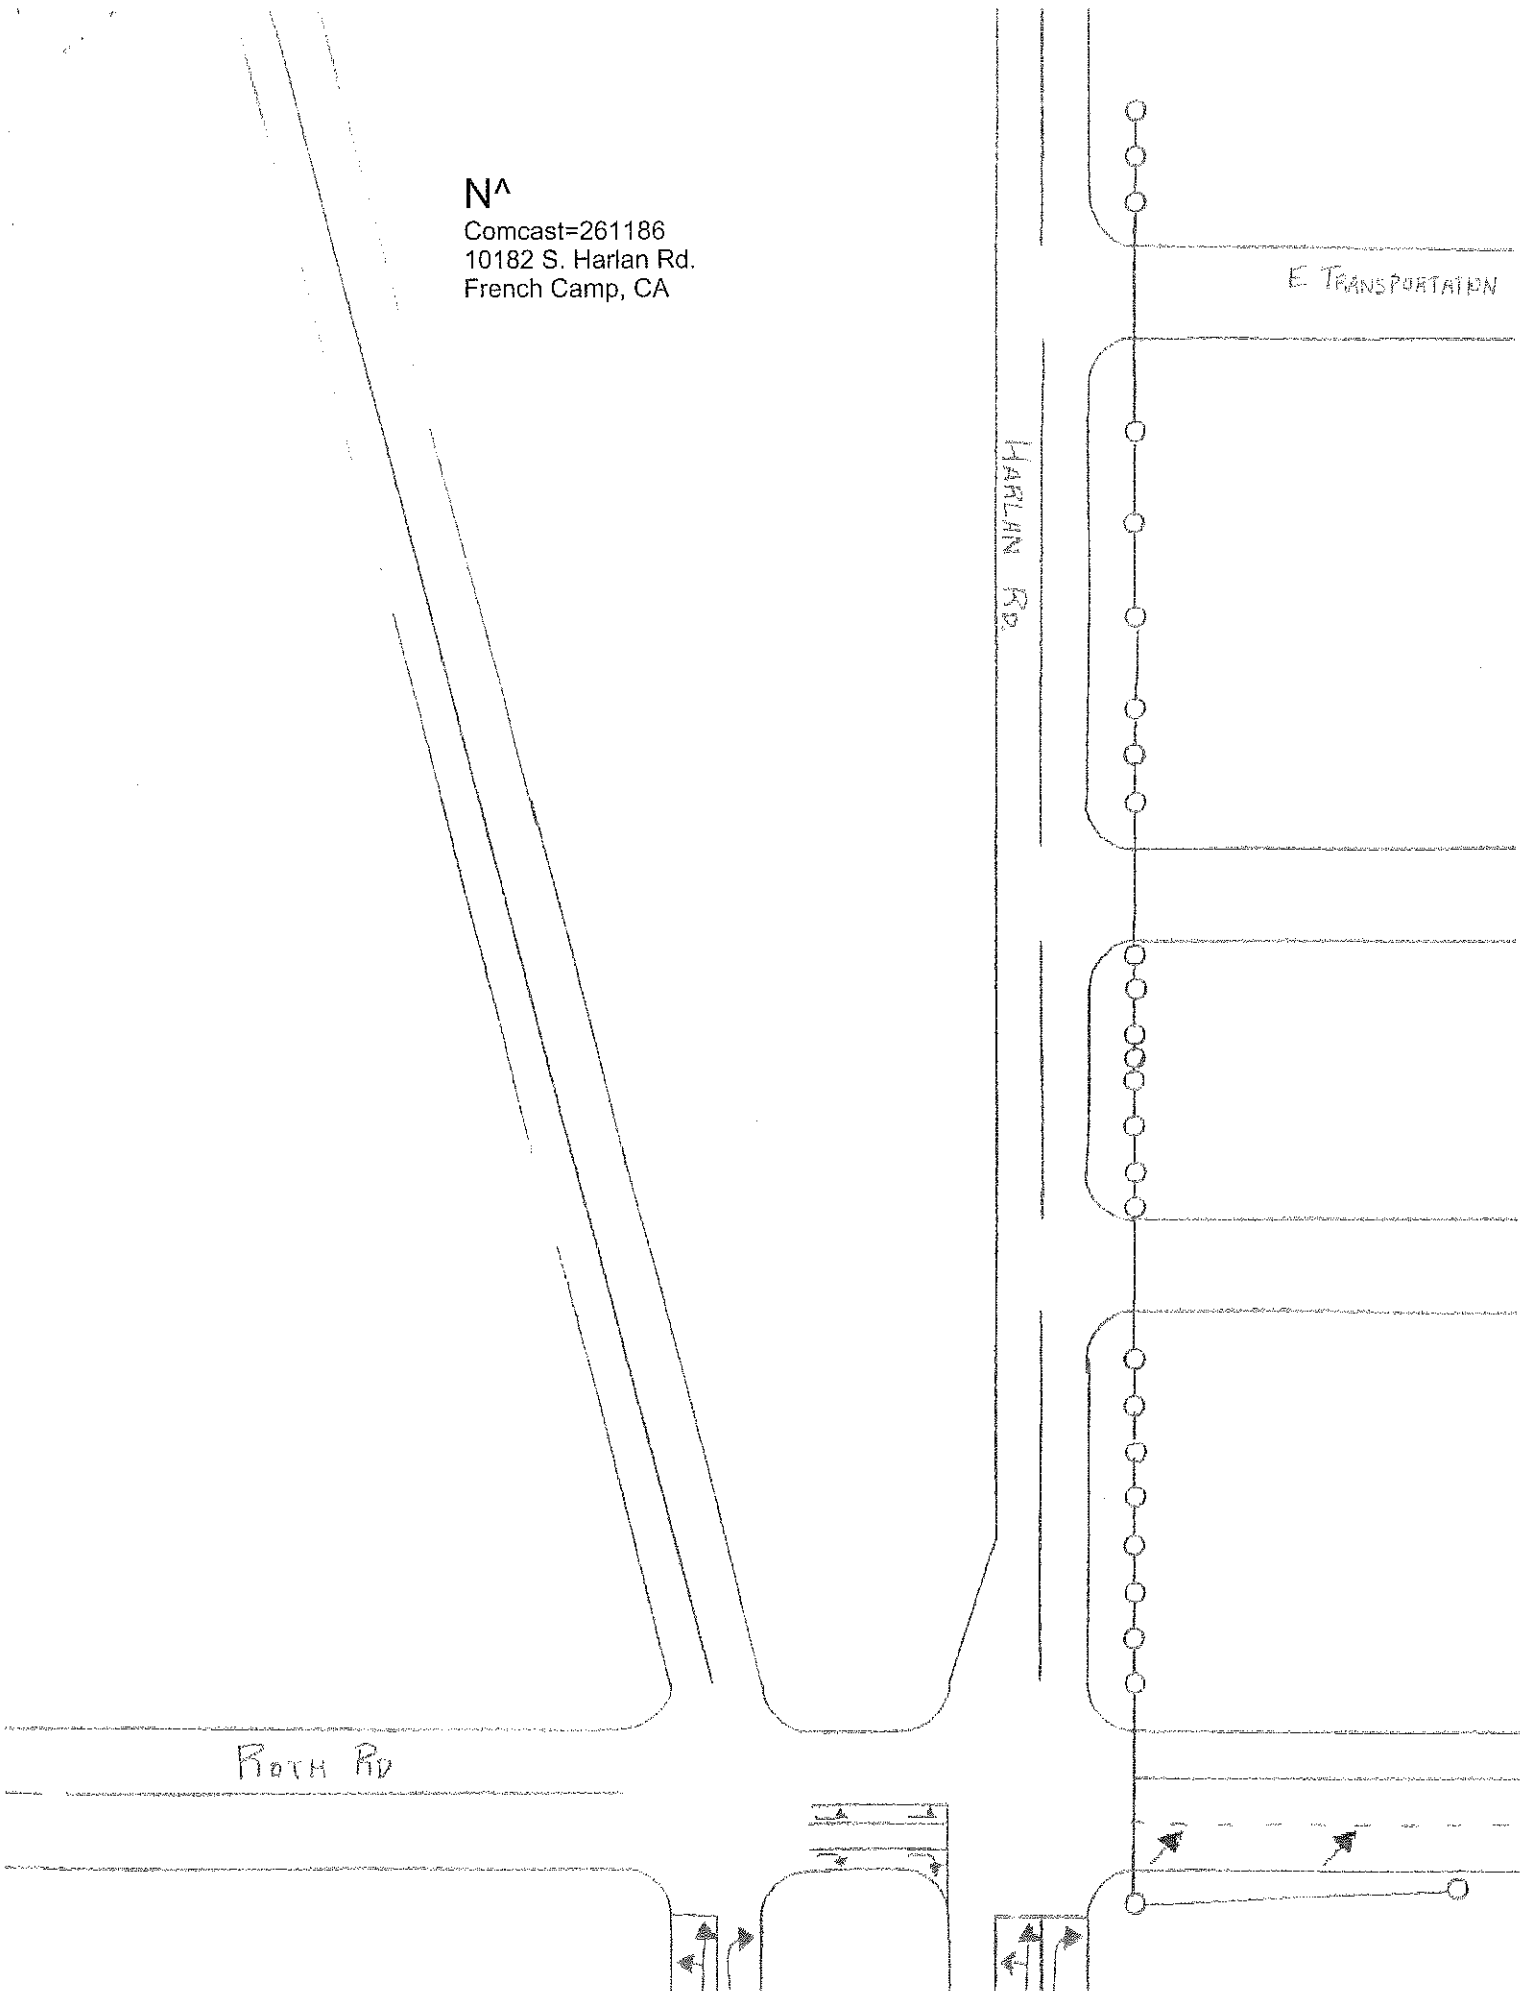 N^
Comcast=261186
10182 S. Harlan Rd.
French Camp, CA
E TRANSPORTATION
HARLAN RD.
ROTH RD